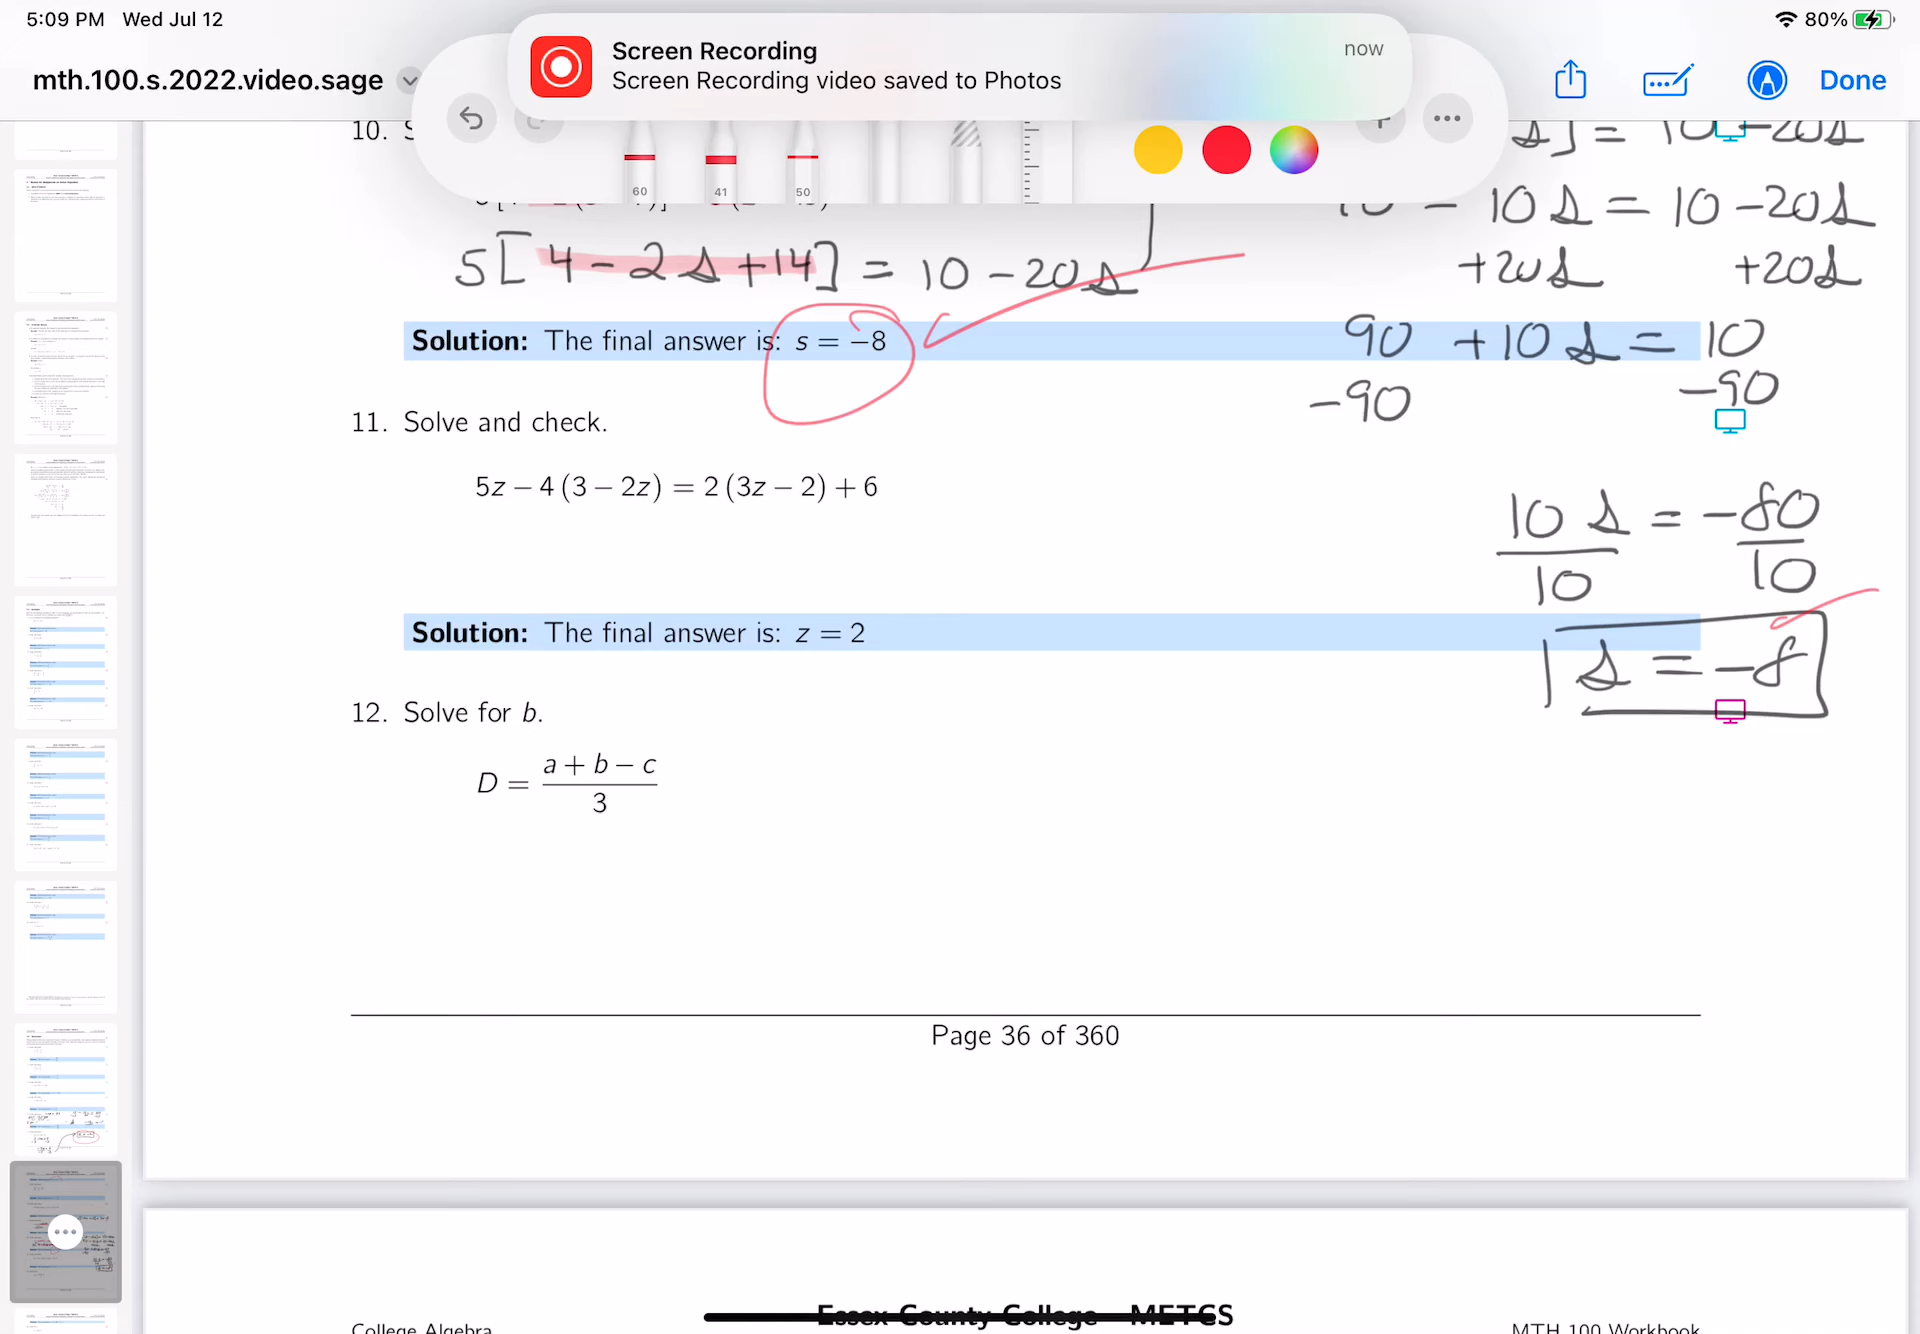 5:09 PM Wed Jul 12
80%
mth.100.s.2022.video.sage
Screen Recording
now
Screen Recording video saved to Photos
Done
60 41 50
10.
= 10 - 20s
- 10s = 10 - 20s
+20s +20s
5[4 - 2s + 14] = 10 - 20s
Solution: The final answer is: s = −8
90 + 10s = 10
-90 -90
11. Solve and check.
5z − 4 (3 − 2z) = 2 (3z − 2) + 6
10s = -80
10 10
Solution: The final answer is: z = 2
1s = -8
12. Solve for b.
D = a + b − c
3
Page 36 of 360
Essex County College – METCS
College Algebra
MTH 100 Workbook